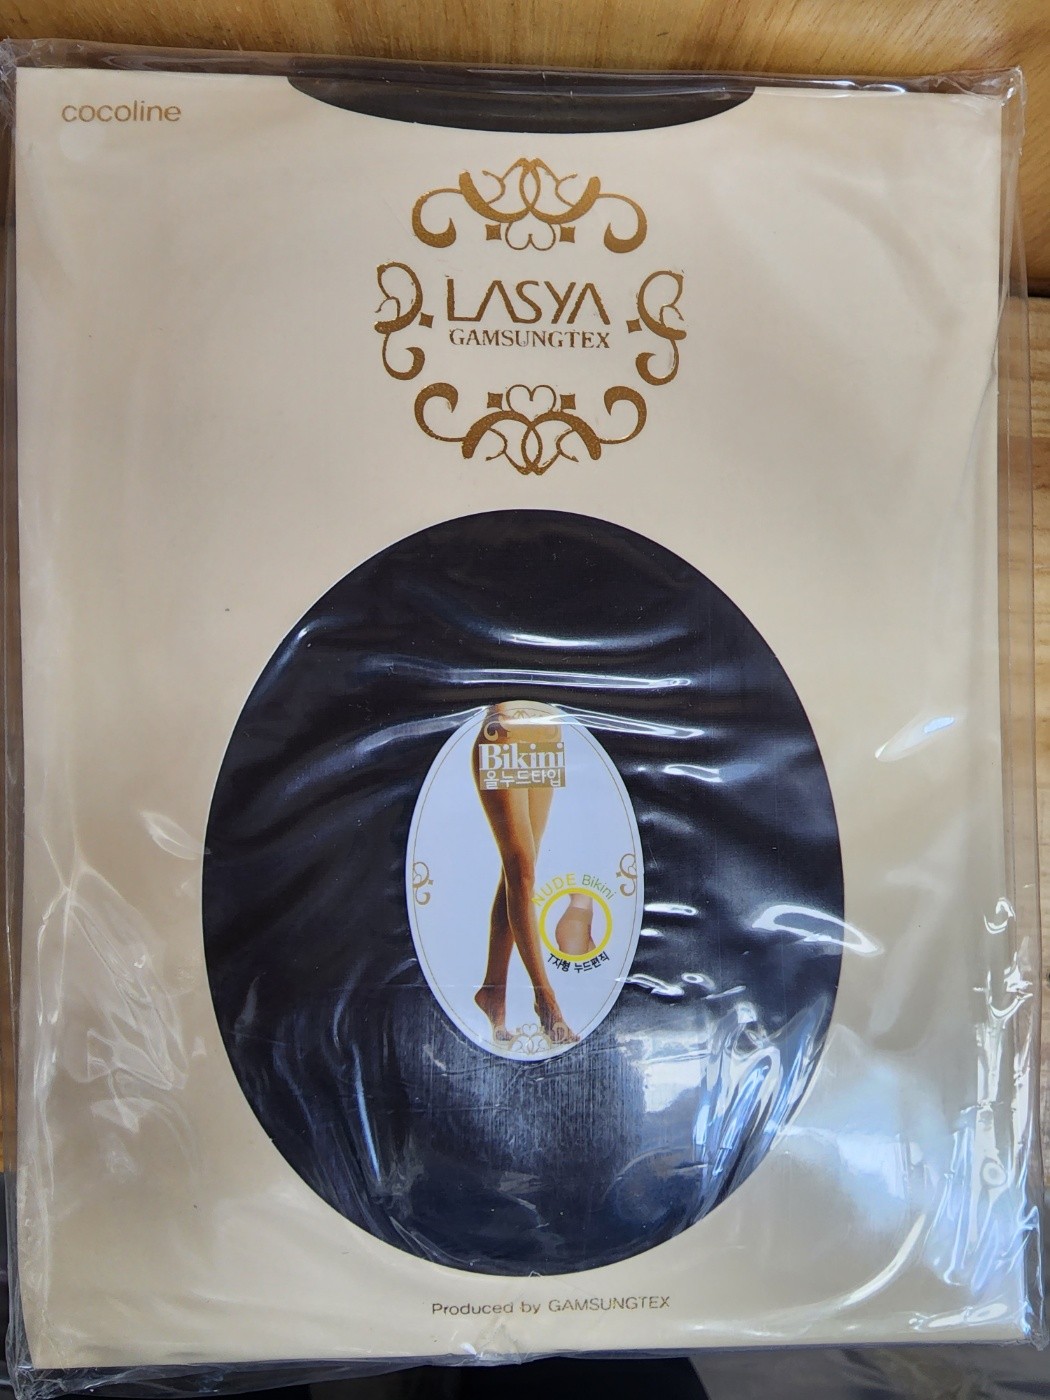 cocoline
LASYA
GAMSUNGTEX
Bikini
올누드타입
NUDE Bikini
T자형 누드편직
Produced by GAMSUNGTEX